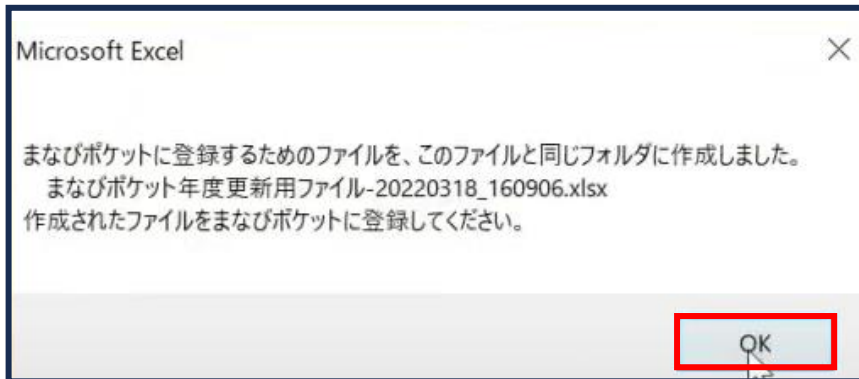 Microsoft Excel
まなびポケットに登録するためのファイルを、このファイルと同じフォルダに作成しました。
まなびポケット年度更新用ファイル-20220318_160906.xlsx
作成されたファイルをまなびポケットに登録してください。
OK